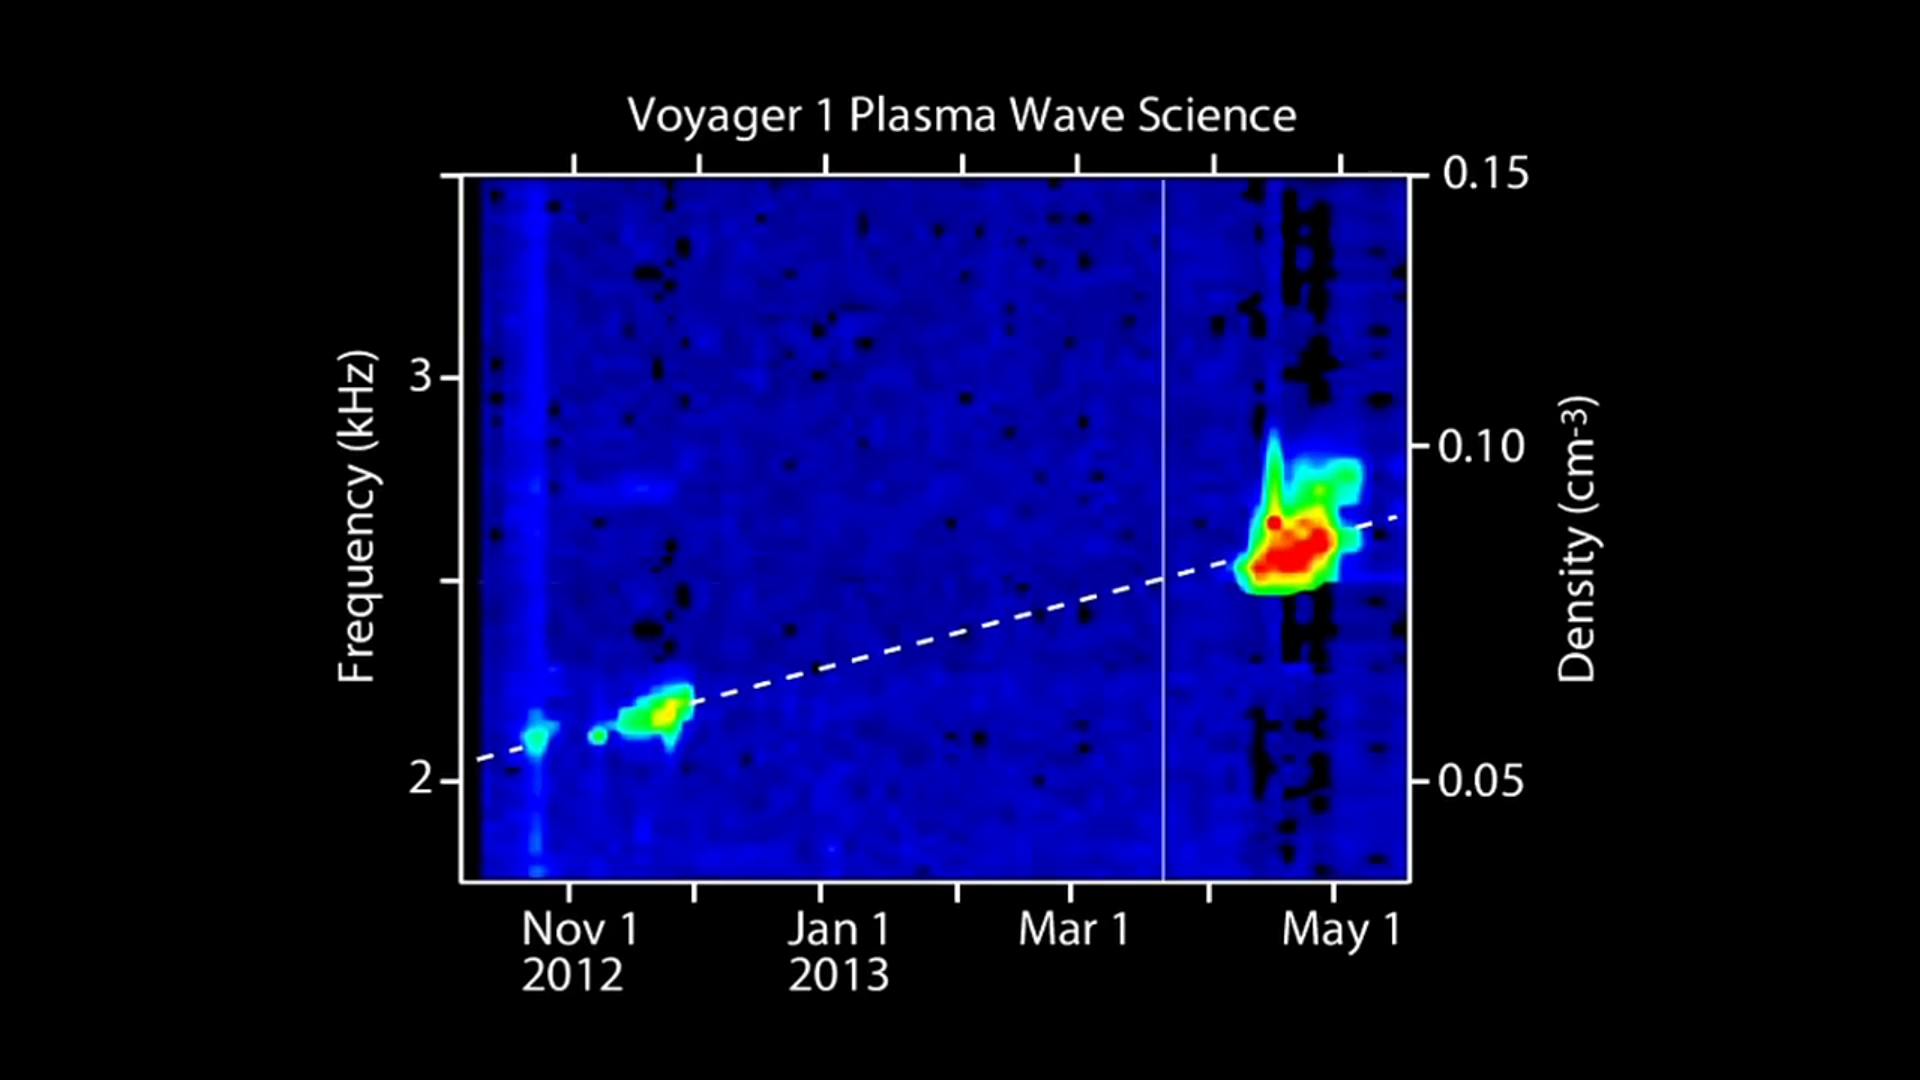 Voyager 1 Plasma Wave Science
0.15
3
0.10
2
0.05
Frequency (kHz)
Density (cm-3)
Nov 1
2012
Jan 1
2013
Mar 1
May 1